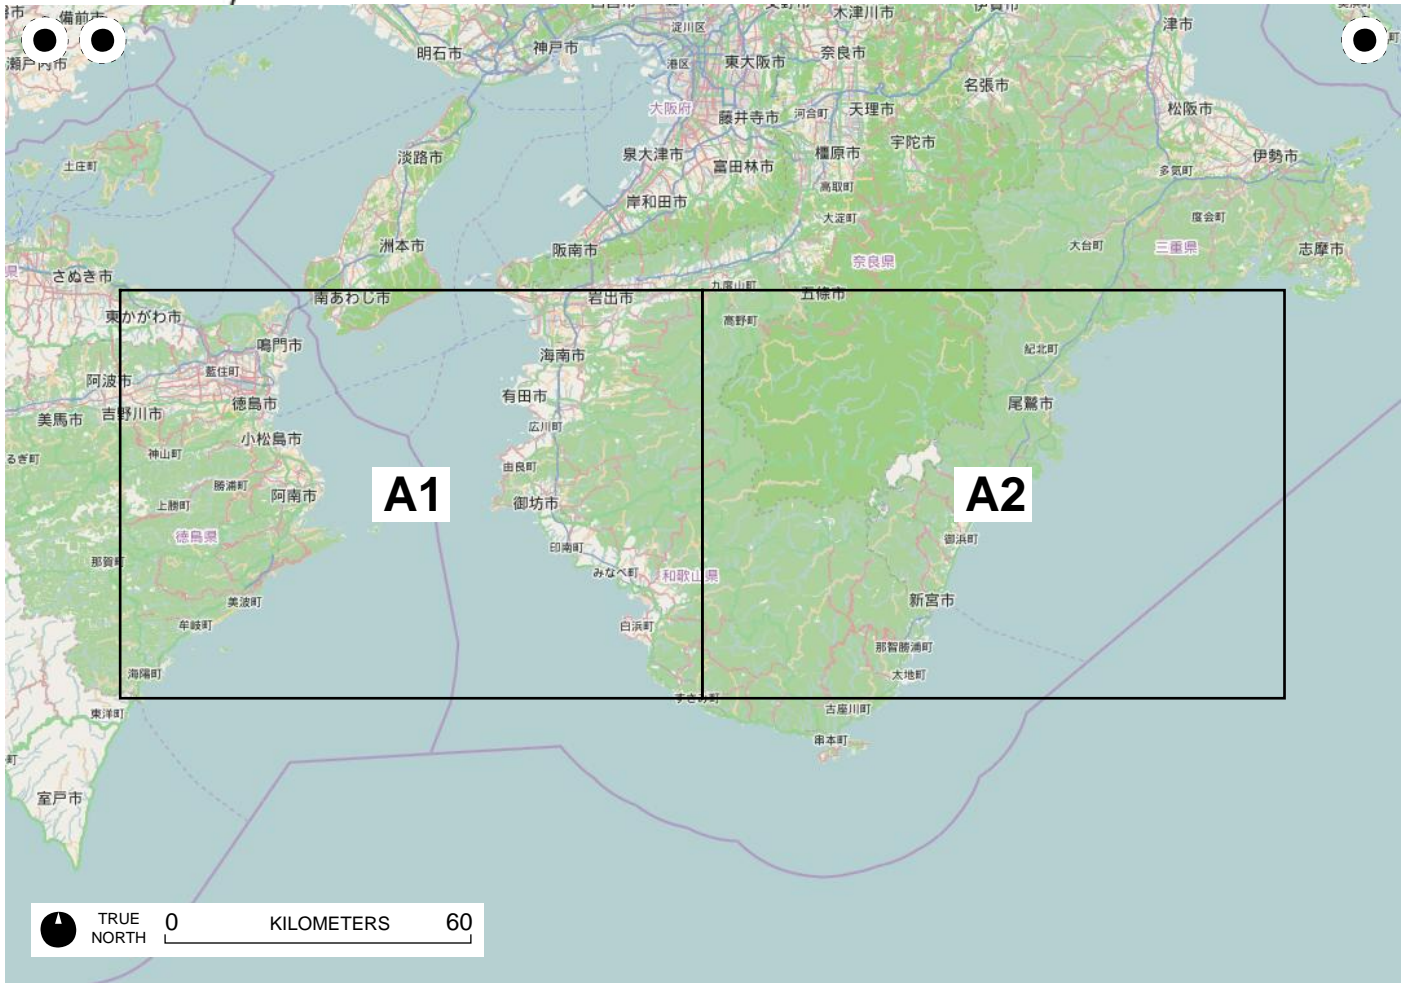 備前市
瀬戸内市
明石市
神戸市
淀川区
港区
東大阪市
木津川市
奈良市
津市
名張市
大阪府
藤井寺市
河合町
天理市
松阪市
土庄町
淡路市
泉大津市
富田林市
橿原市
宇陀市
伊勢市
多気町
高取町
岸和田市
大淀町
度会町
洲本市
阪南市
奈良県
大台町
三重県
志摩市
さぬき市
南あわじ市
岩出市
九度山町
五條市
東かがわ市
高野町
鳴門市
海南市
紀北町
阿波市
藍住町
美馬市
吉野川市
徳島市
有田市
尾鷲市
広川町
小松島市
るぎ町
神山町
由良町
勝浦町
上勝町
阿南市
A1
御坊市
A2
徳島県
印南町
御浜町
那賀町
みなべ町
和歌山県
美波町
新宮市
牟岐町
白浜町
那智勝浦町
海陽町
太地町
すさみ町
東洋町
古座川町
串本町
室戸市
TRUE NORTH
0 KILOMETERS 60